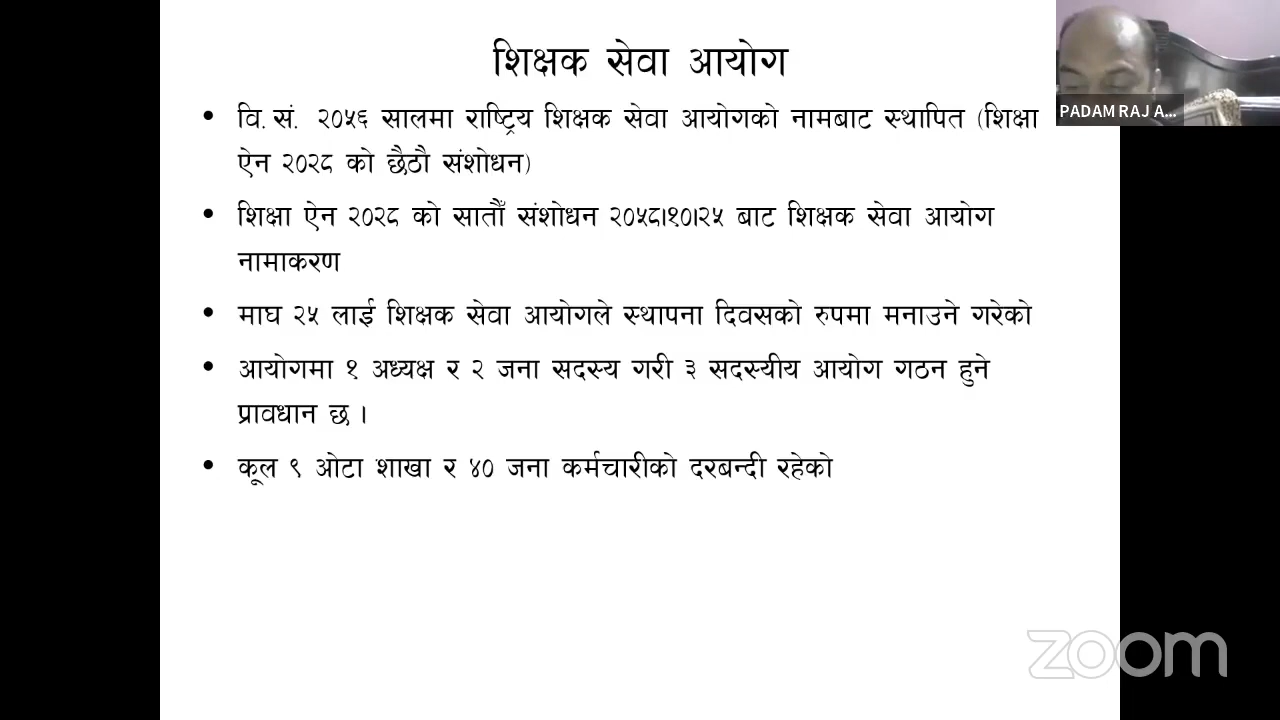 शिक्षक सेवा आयोग
• वि. सं. २०५६ सालमा राष्ट्रिय शिक्षक सेवा आयोगको नामबाट स्थापित (शिक्षा
ऐन २०२८ को छैठौ संशोधन)
• शिक्षा ऐन २०२८ को सातौँ संशोधन २०५८।१०।२५ बाट शिक्षक सेवा आयोग
नामाकरण
• माघ २५ लाई शिक्षक सेवा आयोगले स्थापना दिवसको रुपमा मनाउने गरेको
• आयोगमा १ अध्यक्ष र २ जना सदस्य गरी ३ सदस्यीय आयोग गठन हुने
प्रावधान छ ।
• कूल ९ ओटा शाखा र ४० जना कर्मचारीको दरबन्दी रहेको
PADAM RAJ A...
zoom